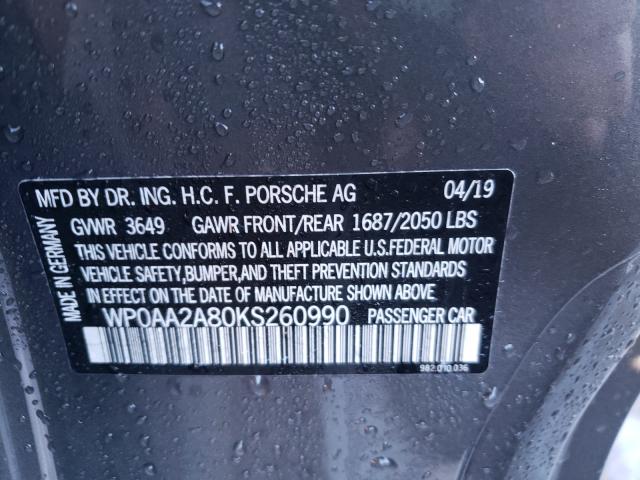 MFD BY DR. ING. H.C. F. PORSCHE AG 04/19
GVWR 3649 GAWR FRONT/REAR 1687/2050 LBS
THIS VEHICLE CONFORMS TO ALL APPLICABLE U.S.FEDERAL MOTOR
VEHICLE SAFETY,BUMPER,AND THEFT PREVENTION STANDARDS
IN EFFECT ON THE DATE OF MANUFACTURE SHOWN ABOVE.
WP0AA2A80KS260990 PASSENGER CAR
982.010.036
MADE IN GERMANY